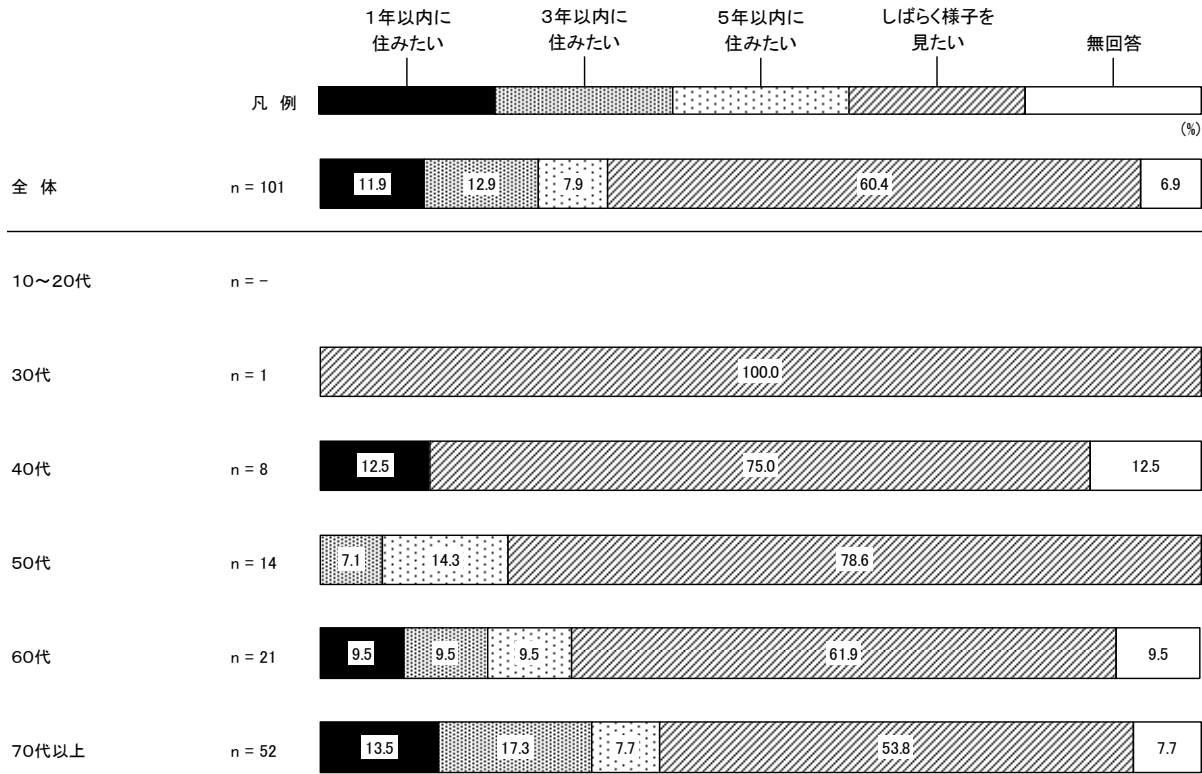 1年以内に
住みたい
3年以内に
住みたい
5年以内に
住みたい
しばらく様子を
見たい
無回答
凡 例
(%)
全 体 n = 101 11.9 12.9 7.9 60.4 6.9
10～20代 n = −
30代 n = 1 100.0
40代 n = 8 12.5 75.0 12.5
50代 n = 14 7.1 14.3 78.6
60代 n = 21 9.5 9.5 9.5 61.9 9.5
70代以上 n = 52 13.5 17.3 7.7 53.8 7.7